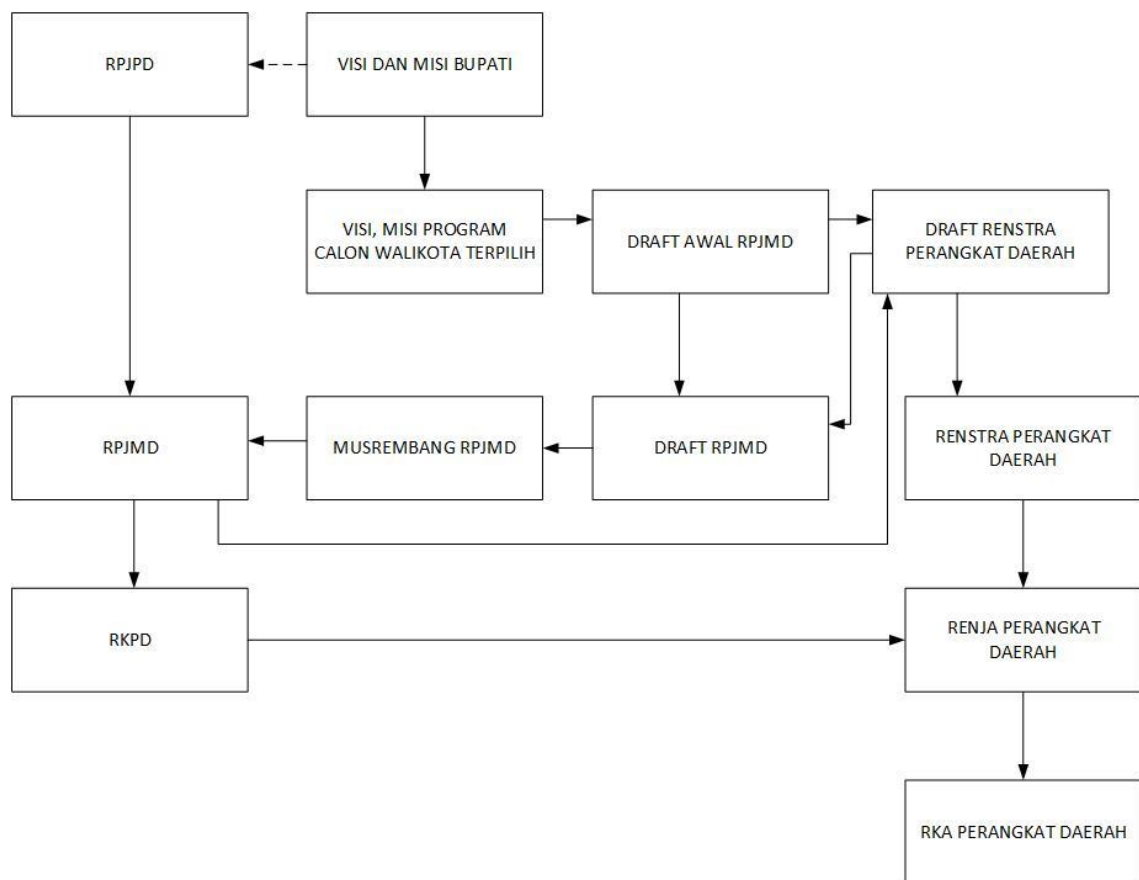 RPJPD
VISI DAN MISI BUPATI
VISI, MISI PROGRAM
CALON WALIKOTA TERPILIH
DRAFT AWAL RPJMD
DRAFT RENSTRA
PERANGKAT DAERAH
RPJMD
MUSREMBANG RPJMD
DRAFT RPJMD
RENSTRA PERANGKAT
DAERAH
RKPD
RENJA PERANGKAT
DAERAH
RKA PERANGKAT DAERAH